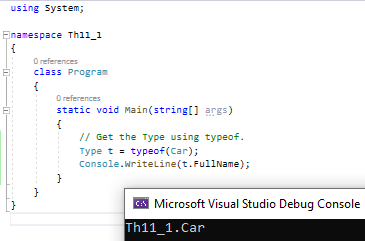 using System;
namespace Th11_1
{
0 references
class Program
{
0 references
static void Main(string[] args)
{
// Get the Type using typeof.
Type t = typeof(Car);
Console.WriteLine(t.FullName);
}
}
}
C:\ Microsoft Visual Studio Debug Console
Th11_1.Car